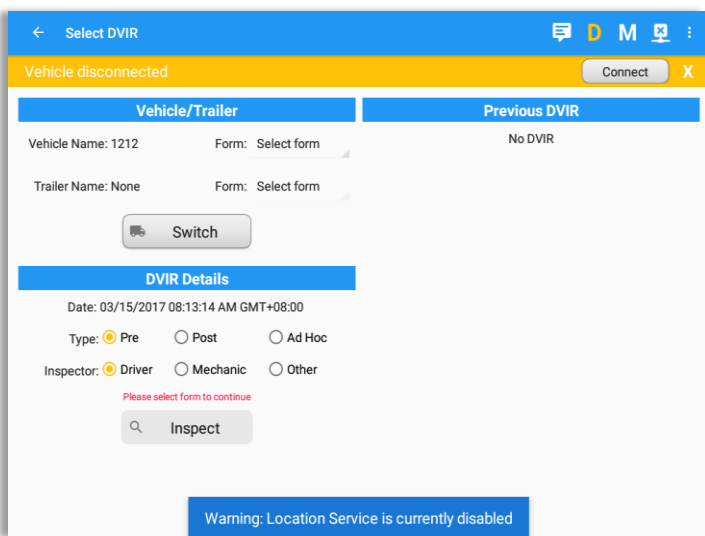 Select DVIR D M
Vehicle disconnected Connect X
Vehicle/Trailer
Vehicle Name: 1212 Form: Select form
Trailer Name: None Form: Select form
Switch
DVIR Details
Date: 03/15/2017 08:13:14 AM GMT+08:00
Type: Pre Post Ad Hoc
Inspector: Driver Mechanic Other
Please select form to continue
Inspect
Previous DVIR
No DVIR
Warning: Location Service is currently disabled